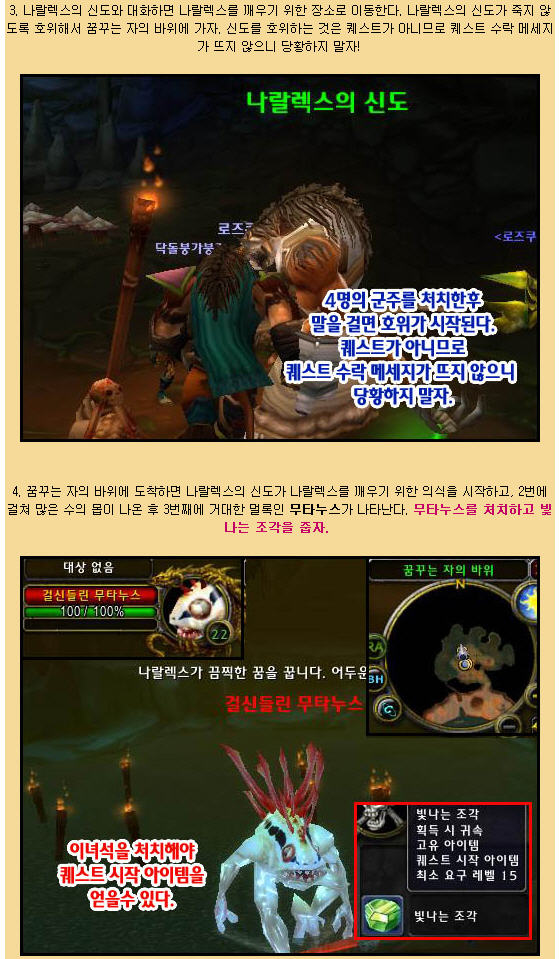 3. 나랄렉스의 신도와 대화하면 나랄렉스를 깨우기 위한 장소로 이동한다. 나랄렉스의 신도가 죽지 않
도록 호위해서 꿈꾸는 자의 바위에 가자. 신도를 호위하는 것은 퀘스트가 아니므로 퀘스트 수락 메세지
가 뜨지 않으니 당황하지 말자!
나랄렉스의 신도
로즈쿠
닥돌붕가붕
<로즈쿠
4명의 군주를 처치한후
말을 걸면 호위가 시작된다.
퀘스트가 아니므로
퀘스트 수락 메세지가 뜨지 않으니
당황하지 말자.
4. 꿈꾸는 자의 바위에 도착하면 나랄렉스의 신도가 나랄렉스를 깨우기 위한 의식을 시작하고, 2번에
걸쳐 많은 수의 몹이 나온 후 3번째에 거대한 멀록인 무타누스가 나타난다. 무타누스를 처치하고 빛
나는 조각을 줍자.
대상 없음
걸신들린 무타누스
100 / 100%
22
꿈꾸는 자의 바위
N
RA
BH
나랄렉스가 끔찍한 꿈을 꿉니다. 어두운
걸신들린 무타누스
이녀석을 처치해야
퀘스트 시작 아이템을
얻을수 있다.
빛나는 조각
획득 시 귀속
고유 아이템
퀘스트 시작 아이템
최소 요구 레벨 15
빛나는 조각